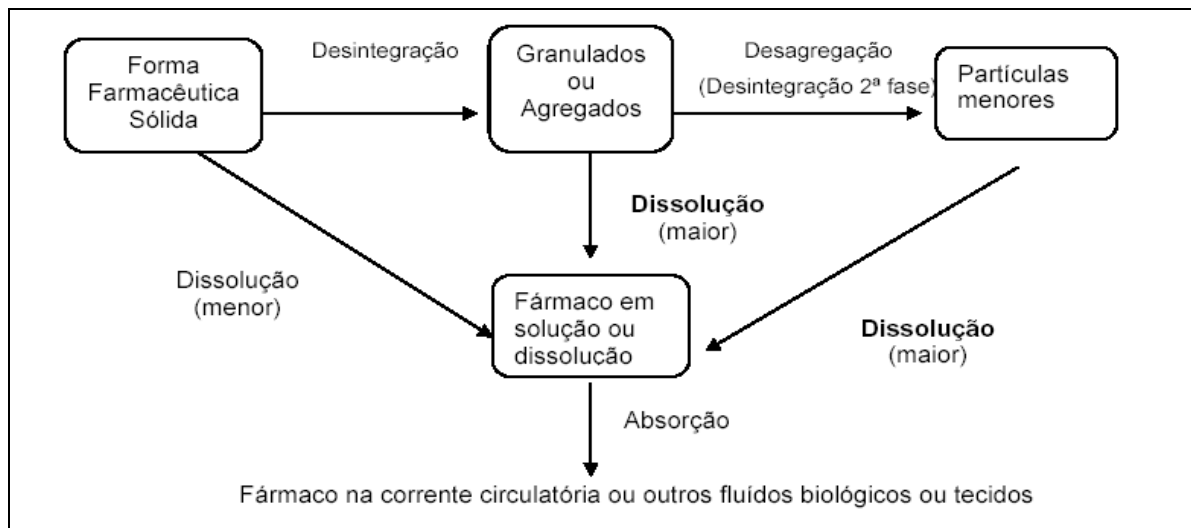 Forma
Farmacêutica
Sólida
Desintegração
Granulados
ou
Agregados
Desagregação
(Desintegração 2ª fase)
Partículas
menores
Dissolução
(menor)
Dissolução
(maior)
Dissolução
(maior)
Fármaco em
solução ou
dissolução
Absorção
Fármaco na corrente circulatória ou outros fluídos biológicos ou tecidos